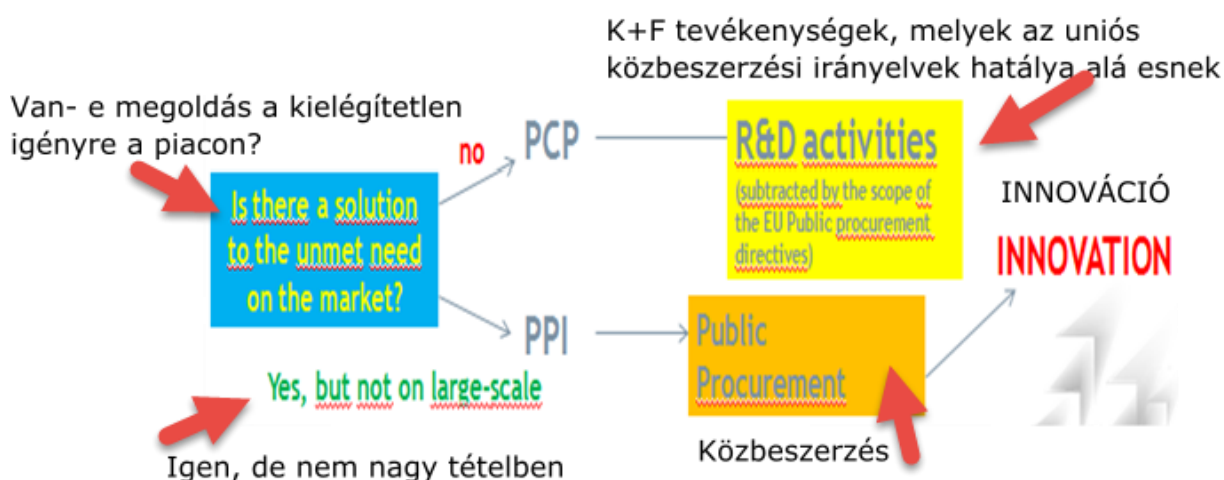 K+F tevékenységek, melyek az uniós
közbeszerzési irányelvek hatálya alá esnek
Van- e megoldás a kielégítetlen
igényre a piacon?
no
PCP
R&D activities
(subtracted by the scope of
the EU Public procurement
directives)
INNOVÁCIÓ
INNOVATION
Is there a solution
to the unmet need
on the market?
PPI
Public
Procurement
Yes, but not on large-scale
Közbeszerzés
Igen, de nem nagy tételben